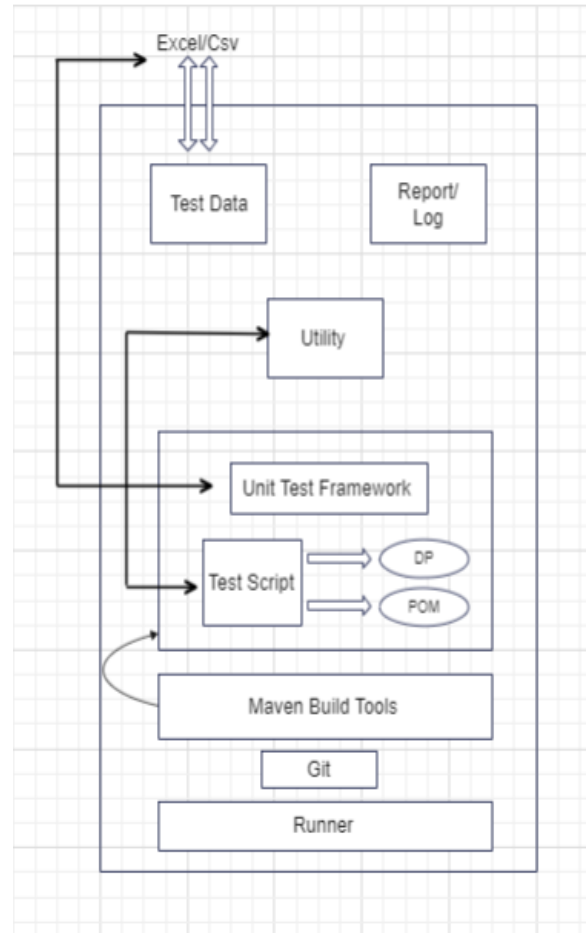 Excel/Csv
Test Data
Report/
Log
Utility
Unit Test Framework
Test Script
DP
POM
Maven Build Tools
Git
Runner